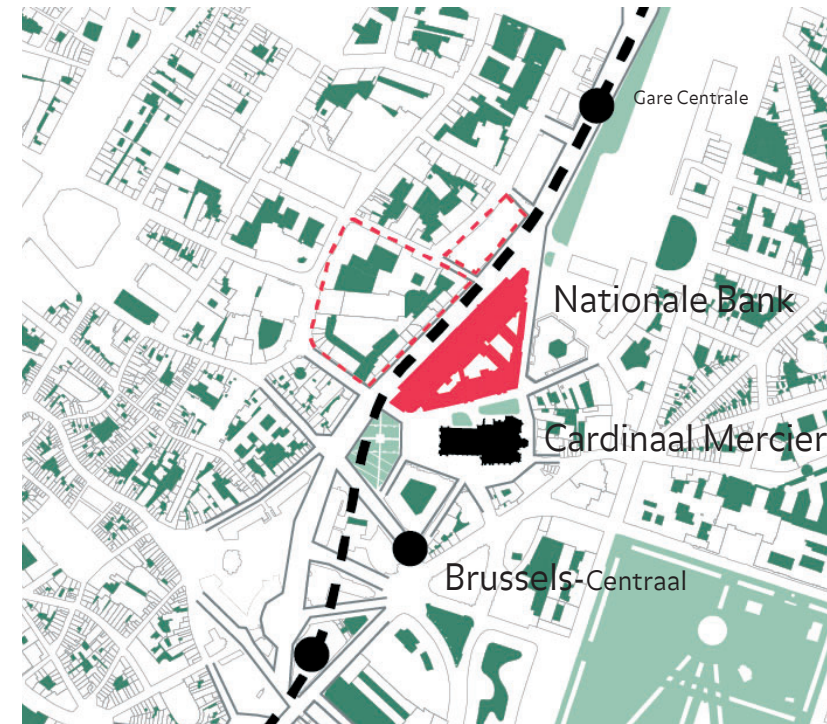 Gare Centrale
Nationale Bank
Cardinaal Mercier
Brussels-Centraal